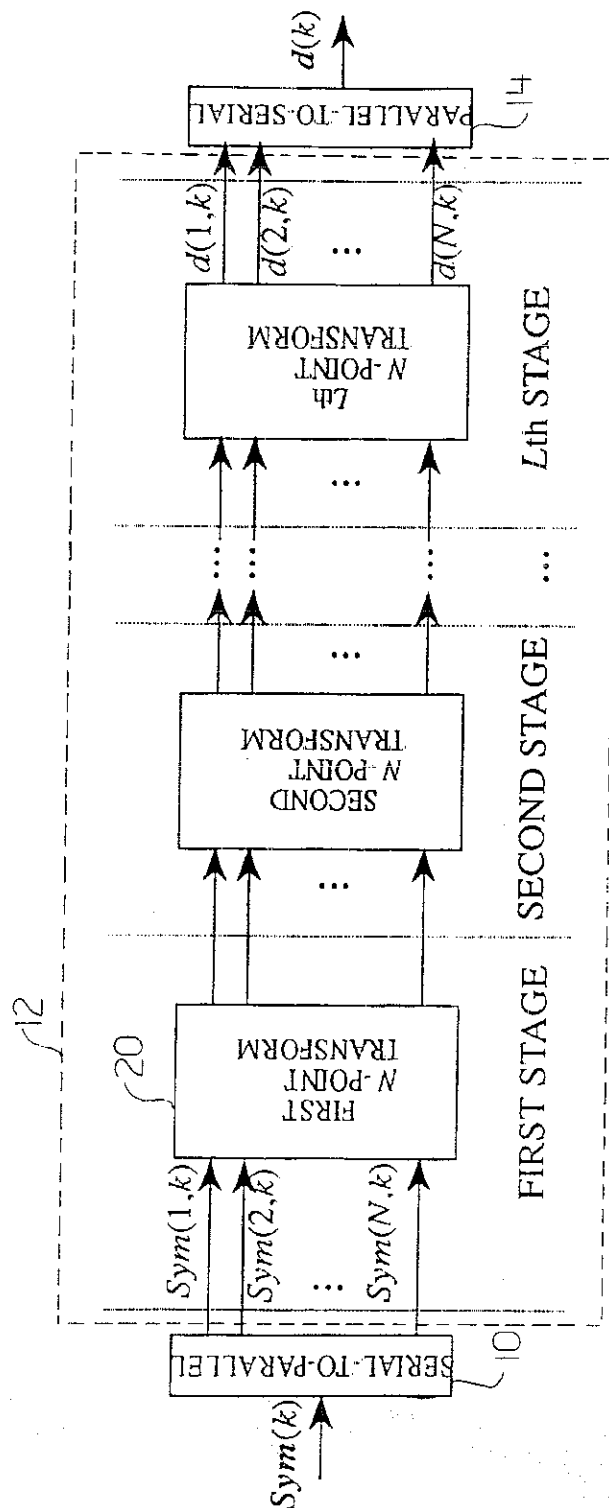 12
Sym(k)
SERIAL-TO-PARALLEL
10
Sym(1,k)
Sym(2,k)
...
Sym(N,k)
20
FIRST
N-POINT
TRANSFORM
FIRST STAGE
...
SECOND
N-POINT
TRANSFORM
SECOND STAGE
...
...
...
...
...
...
Lth
N-POINT
TRANSFORM
Lth STAGE
d(1,k)
d(2,k)
...
d(N,k)
PARALLEL-TO-SERIAL
14
d(k)